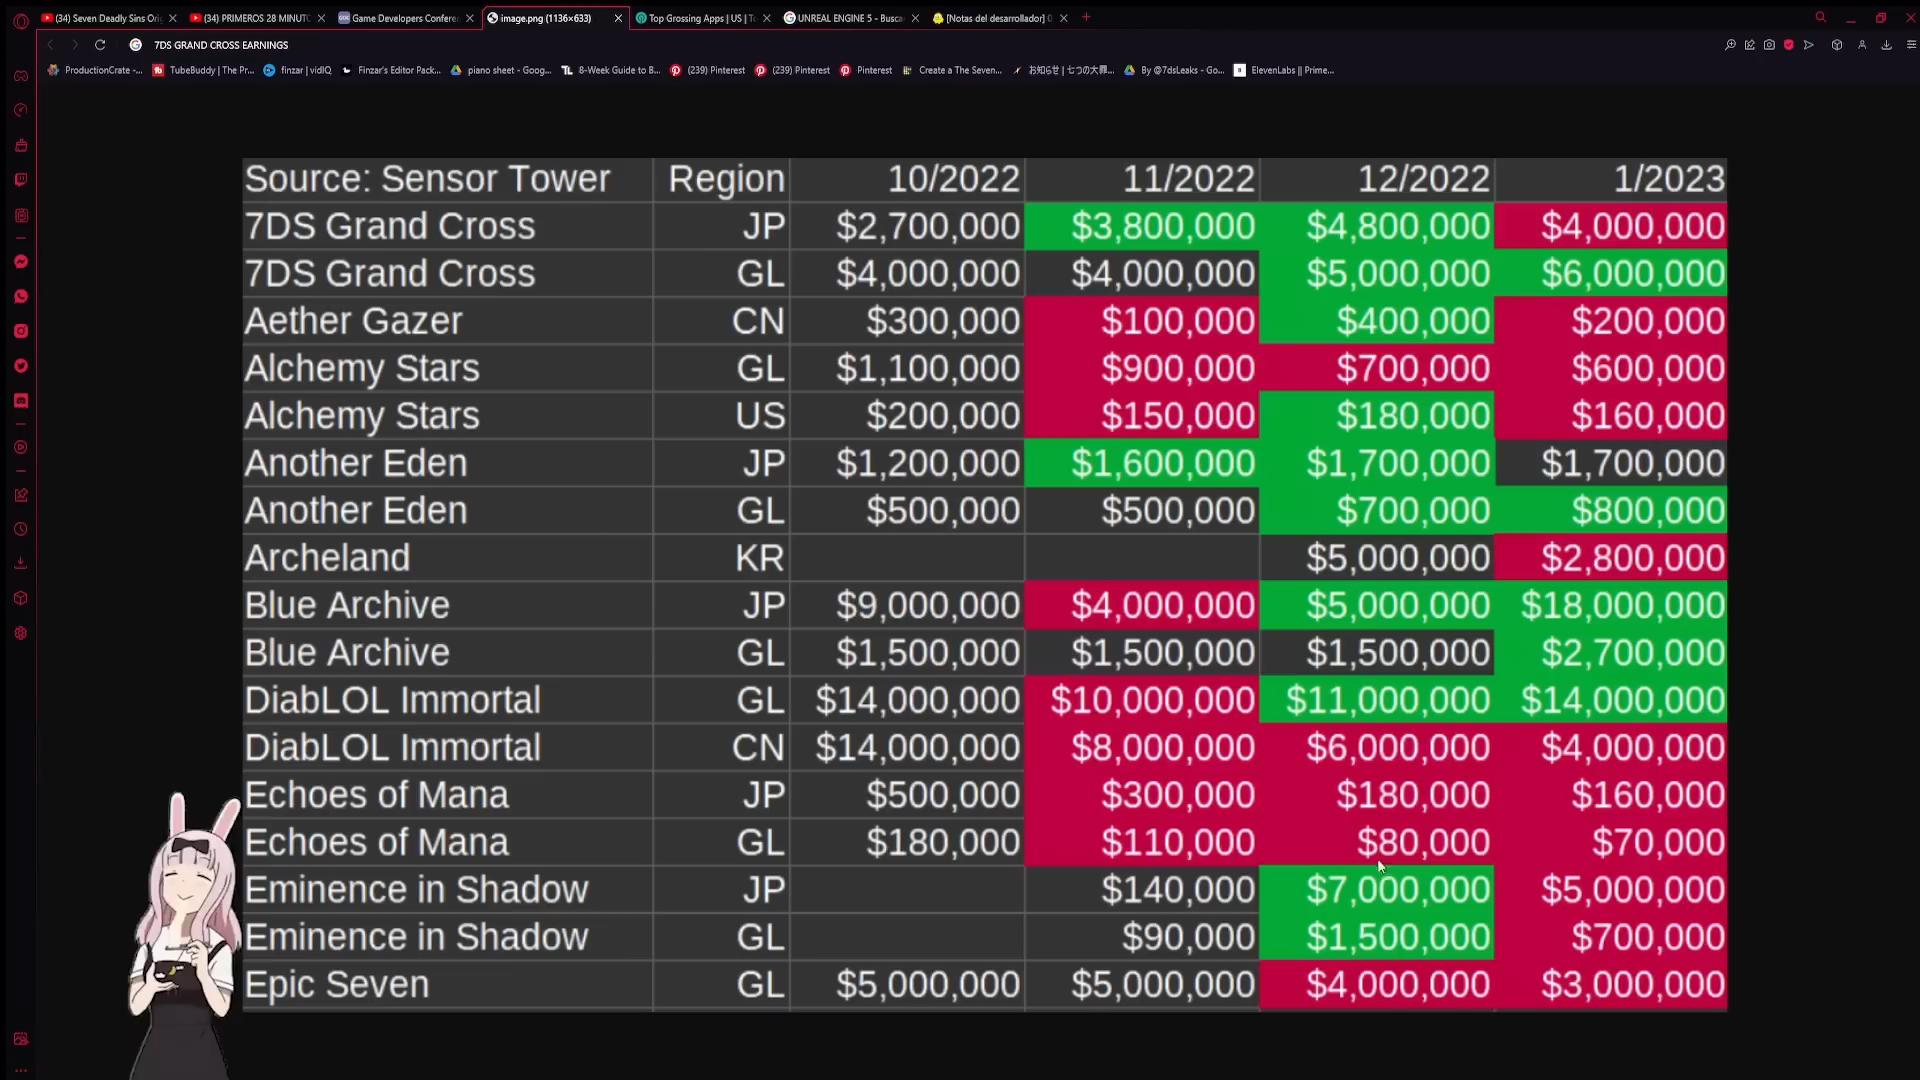 (34) Seven Deadly Sins Ori
(34) PRIMEROS 28 MINUT
Game Developers Confere
image.png (1136×633)
Top Grossing Apps | US | T
UNREAL ENGINE 5 - Busca
[Notas del desarrollador]
7DS GRAND CROSS EARNINGS
ProductionCrate -...
TubeBuddy | The Pr...
finzar | vidIQ
Finzar's Editor Pack...
piano sheet - Goog...
8-Week Guide to B...
(239) Pinterest
(239) Pinterest
Pinterest
Create a The Seven...
お知らせ | 七つの大罪...
By @7dsLeaks - Go...
ElevenLabs || Prime...
Source: Sensor Tower Region 10/2022 11/2022 12/2022 1/2023
7DS Grand Cross JP $2,700,000 $3,800,000 $4,800,000 $4,000,000
7DS Grand Cross GL $4,000,000 $4,000,000 $5,000,000 $6,000,000
Aether Gazer CN $300,000 $100,000 $400,000 $200,000
Alchemy Stars GL $1,100,000 $900,000 $700,000 $600,000
Alchemy Stars US $200,000 $150,000 $180,000 $160,000
Another Eden JP $1,200,000 $1,600,000 $1,700,000 $1,700,000
Another Eden GL $500,000 $500,000 $700,000 $800,000
Archeland KR $5,000,000 $2,800,000
Blue Archive JP $9,000,000 $4,000,000 $5,000,000 $18,000,000
Blue Archive GL $1,500,000 $1,500,000 $1,500,000 $2,700,000
DiabLOL Immortal GL $14,000,000 $10,000,000 $11,000,000 $14,000,000
DiabLOL Immortal CN $14,000,000 $8,000,000 $6,000,000 $4,000,000
Echoes of Mana JP $500,000 $300,000 $180,000 $160,000
Echoes of Mana GL $180,000 $110,000 $80,000 $70,000
Eminence in Shadow JP $140,000 $7,000,000 $5,000,000
Eminence in Shadow GL $90,000 $1,500,000 $700,000
Epic Seven GL $5,000,000 $5,000,000 $4,000,000 $3,000,000